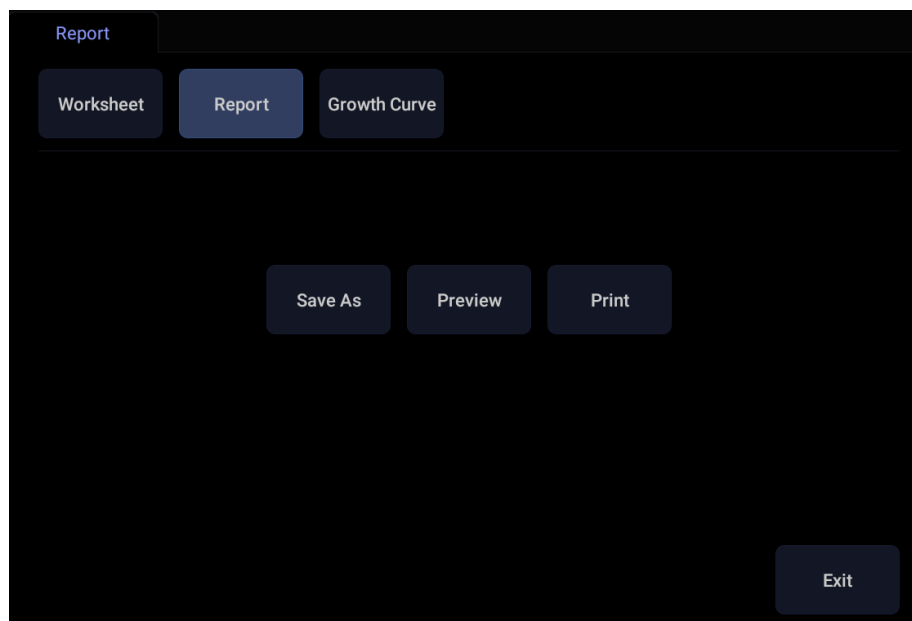 Report
Worksheet
Report
Growth Curve
Save As
Preview
Print
Exit